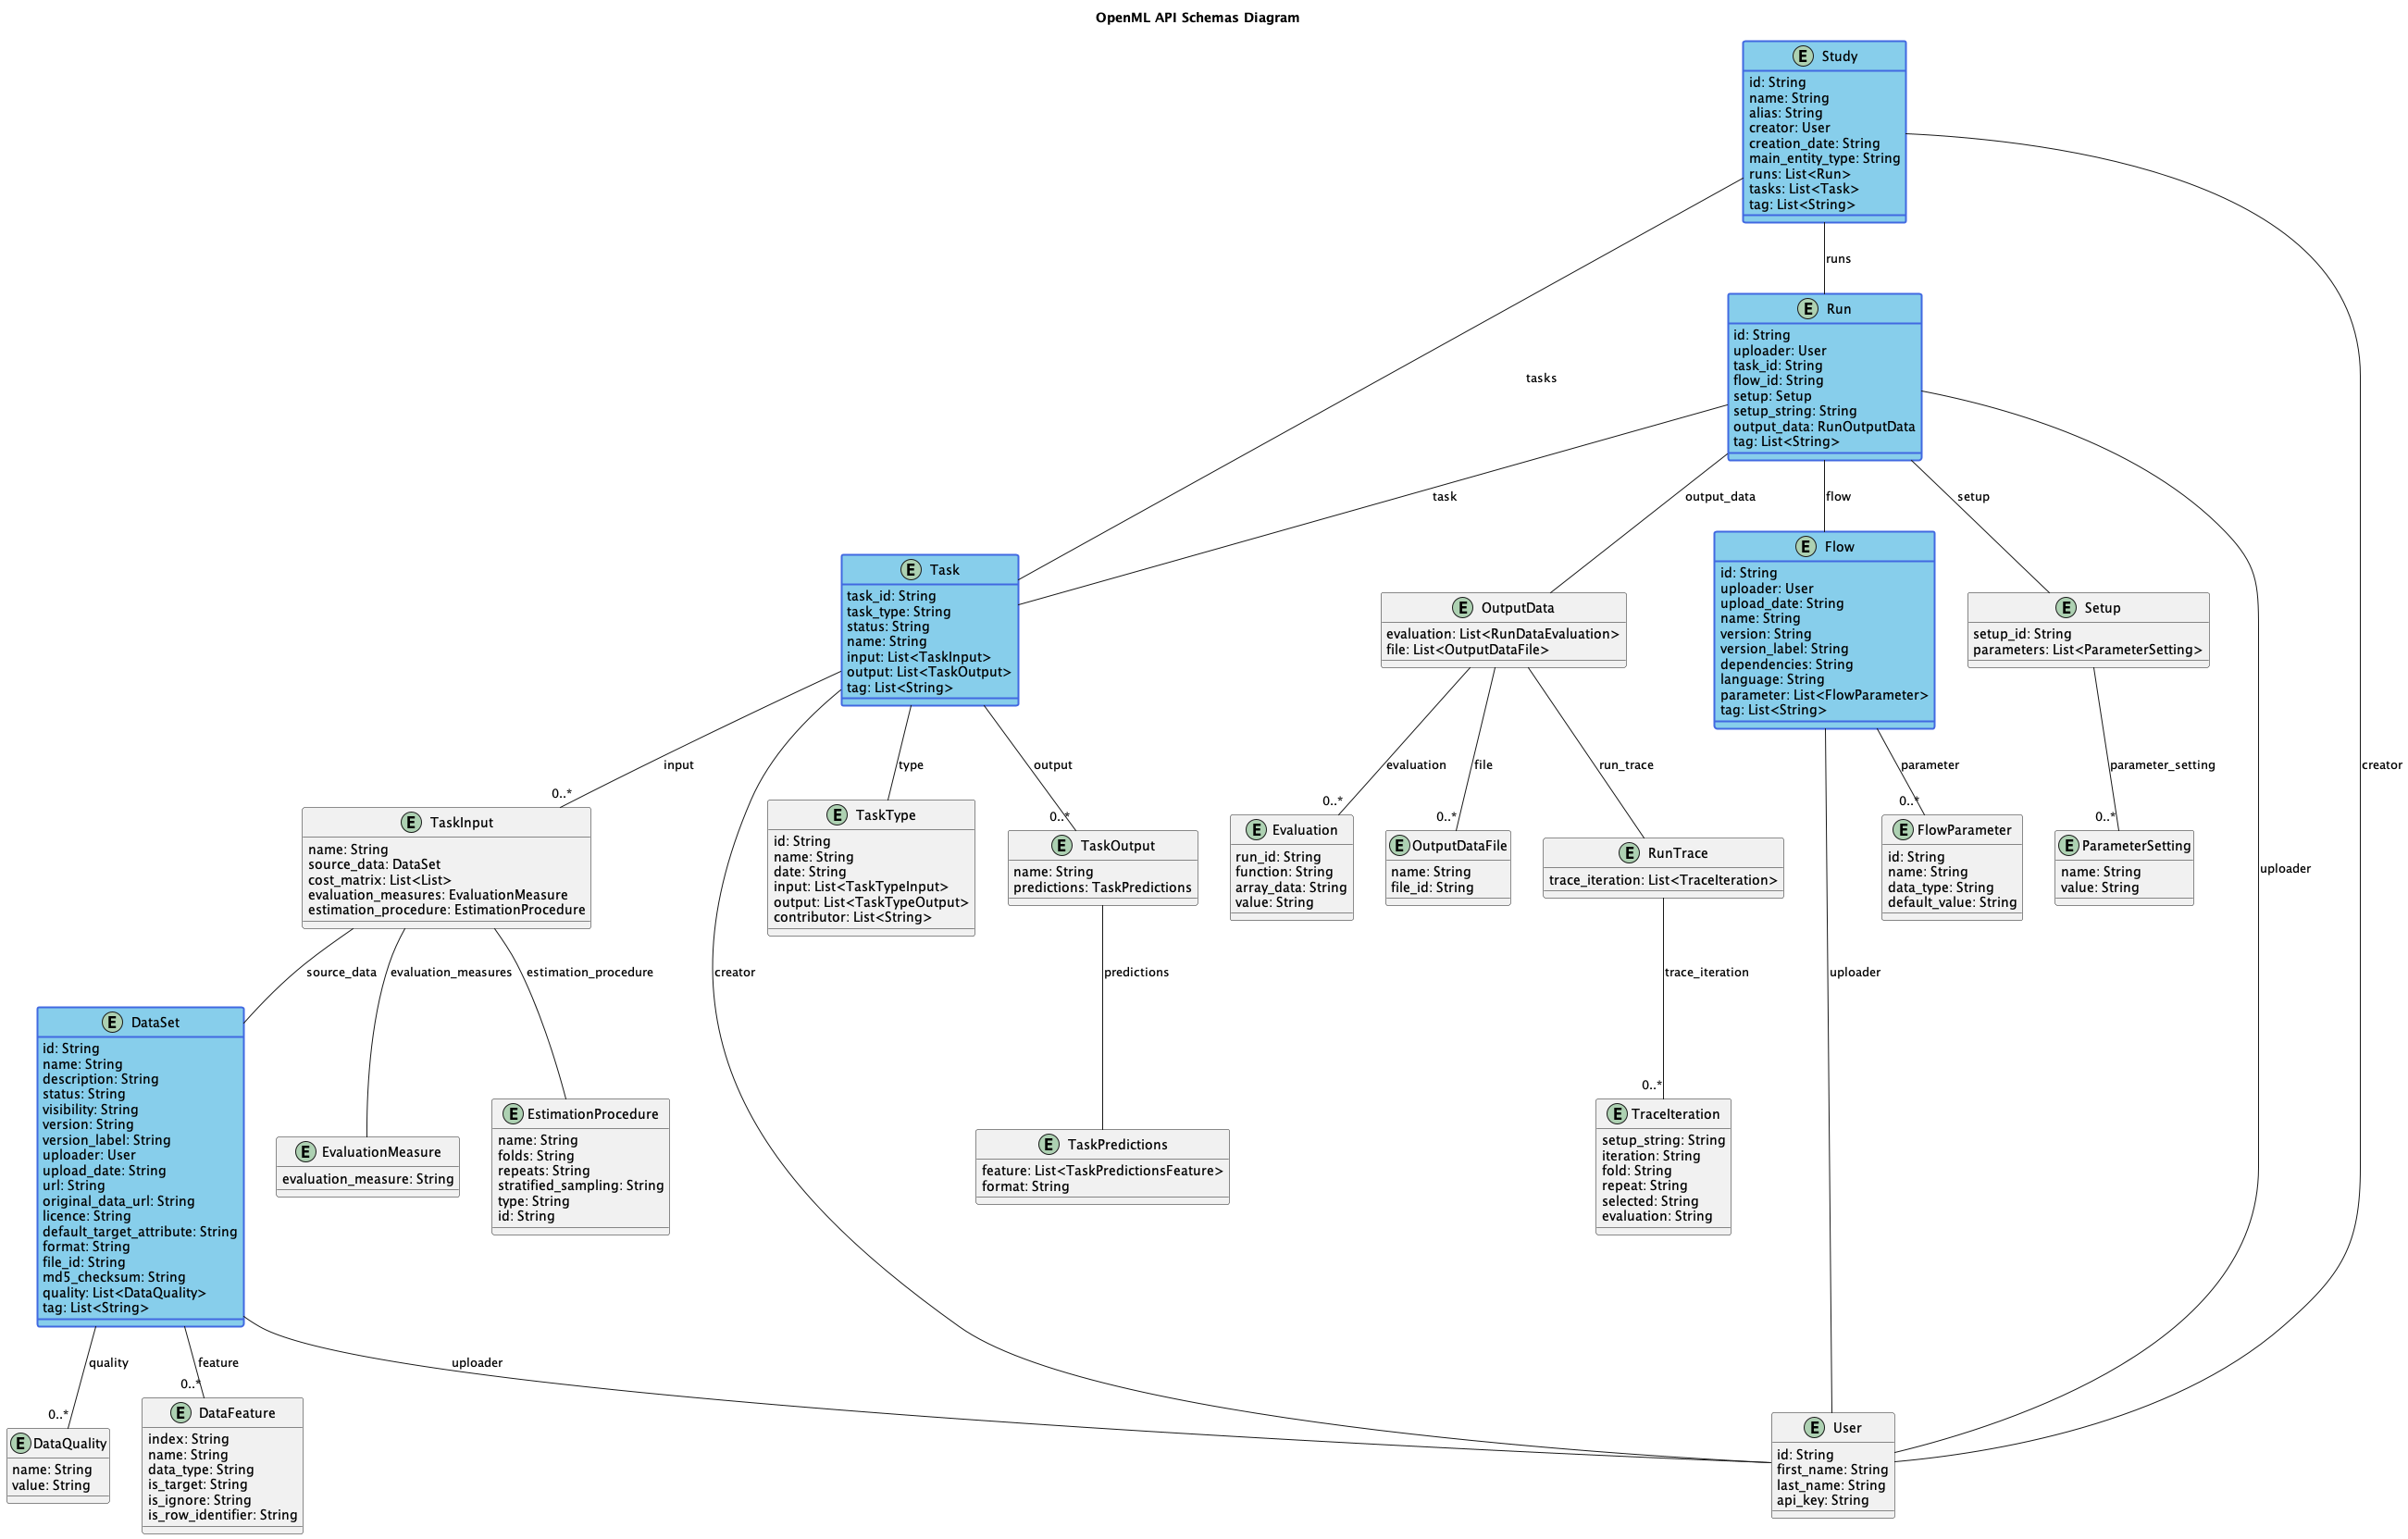 OpenML API Schemas Diagram
E Study
id: String
name: String
alias: String
creator: User
creation_date: String
main_entity_type: String
runs: List<Run>
tasks: List<Task>
tag: List<String>
runs
tasks
creator
E Run
id: String
uploader: User
task_id: String
flow_id: String
setup: Setup
setup_string: String
output_data: RunOutputData
tag: List<String>
task
output_data
flow
setup
uploader
E Task
task_id: String
task_type: String
status: String
name: String
input: List<TaskInput>
output: List<TaskOutput>
tag: List<String>
E OutputData
evaluation: List<RunDataEvaluation>
file: List<OutputDataFile>
E Flow
id: String
uploader: User
upload_date: String
name: String
version: String
version_label: String
dependencies: String
language: String
parameter: List<FlowParameter>
tag: List<String>
E Setup
setup_id: String
parameters: List<ParameterSetting>
input
0..*
type
output
0..*
creator
evaluation
0..*
file
0..*
run_trace
parameter
0..*
parameter_setting
0..*
uploader
E TaskInput
name: String
source_data: DataSet
cost_matrix: List<List>
evaluation_measures: EvaluationMeasure
estimation_procedure: EstimationProcedure
E TaskType
id: String
name: String
date: String
input: List<TaskTypeInput>
output: List<TaskTypeOutput>
contributor: List<String>
E TaskOutput
name: String
predictions: TaskPredictions
E Evaluation
run_id: String
function: String
array_data: String
value: String
E OutputDataFile
name: String
file_id: String
E RunTrace
trace_iteration: List<TraceIteration>
E FlowParameter
id: String
name: String
data_type: String
default_value: String
E ParameterSetting
name: String
value: String
source_data
evaluation_measures
estimation_procedure
predictions
trace_iteration
0..*
E DataSet
id: String
name: String
description: String
status: String
visibility: String
version: String
version_label: String
uploader: User
upload_date: String
url: String
original_data_url: String
licence: String
default_target_attribute: String
format: String
file_id: String
md5_checksum: String
quality: List<DataQuality>
tag: List<String>
E EvaluationMeasure
evaluation_measure: String
E EstimationProcedure
name: String
folds: String
repeats: String
stratified_sampling: String
type: String
id: String
E TaskPredictions
feature: List<TaskPredictionsFeature>
format: String
E TraceIteration
setup_string: String
iteration: String
fold: String
repeat: String
selected: String
evaluation: String
quality
0..*
feature
0..*
uploader
E DataQuality
name: String
value: String
E DataFeature
index: String
name: String
data_type: String
is_target: String
is_ignore: String
is_row_identifier: String
E User
id: String
first_name: String
last_name: String
api_key: String